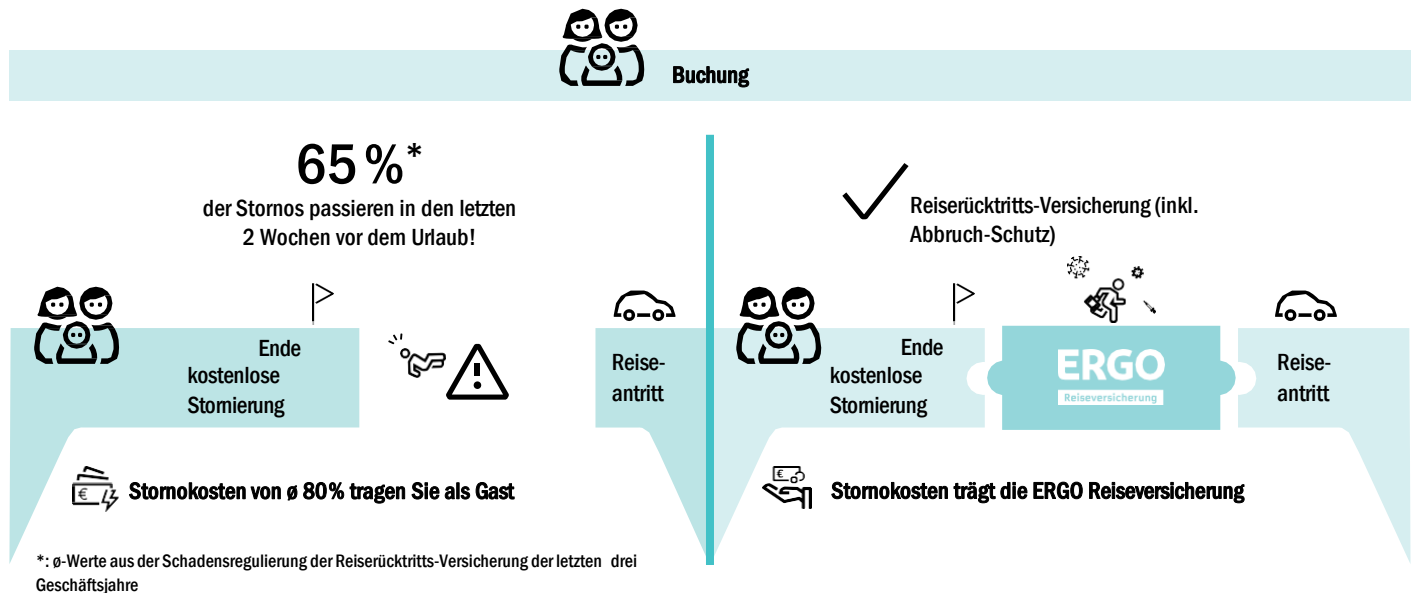 Buchung
65 %*
der Stornos passieren in den letzten
2 Wochen vor dem Urlaub!
Ende
kostenlose
Stornierung
Reise-
antritt
Stornokosten von ø 80% tragen Sie als Gast
*: ø-Werte aus der Schadensregulierung der Reiserücktritts-Versicherung der letzten drei
Geschäftsjahre
Reiserücktritts-Versicherung (inkl.
Abbruch-Schutz)
Ende
kostenlose
Stornierung
ERGO
Reiseversicherung
Reise-
antritt
Stornokosten trägt die ERGO Reiseversicherung